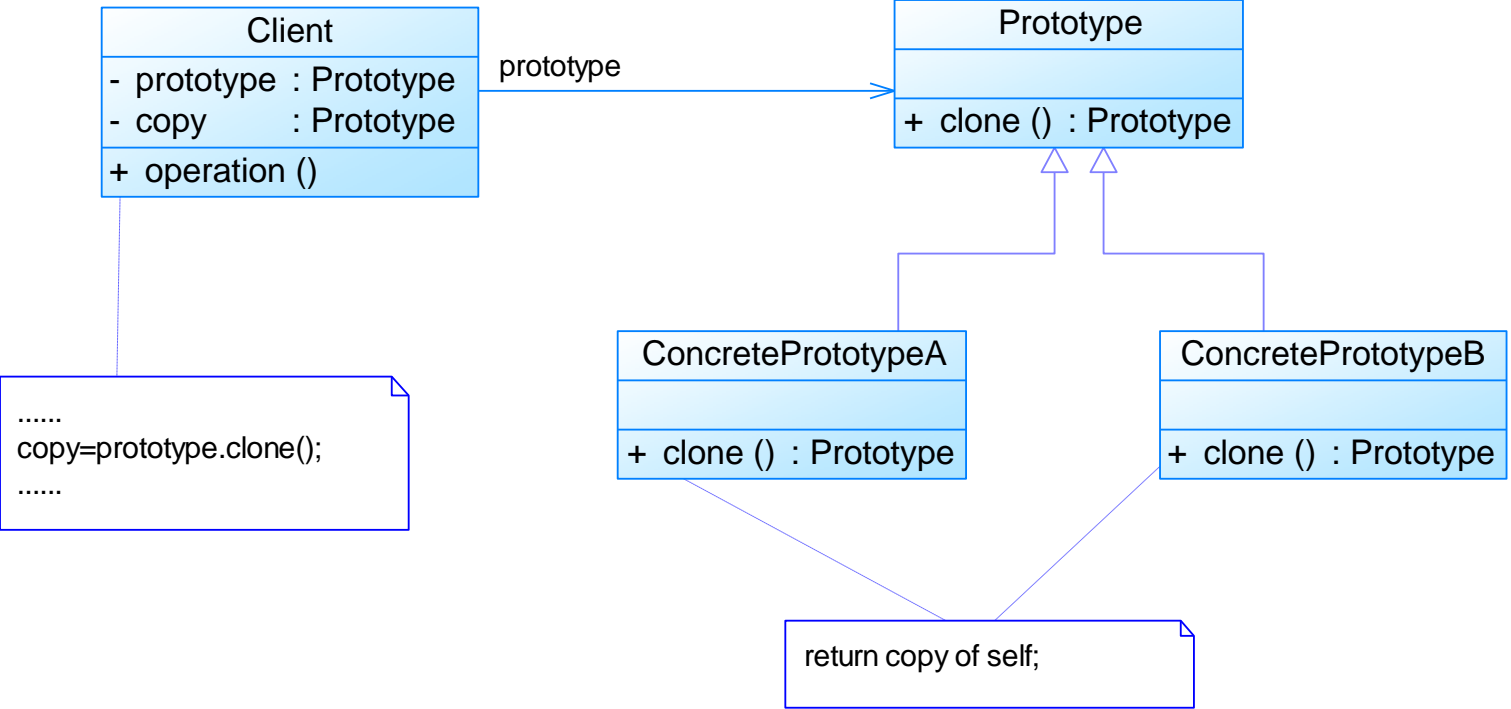 Client
- prototype : Prototype
- copy : Prototype
+ operation ()
prototype
Prototype
+ clone () : Prototype
ConcretePrototypeA
+ clone () : Prototype
ConcretePrototypeB
+ clone () : Prototype
......
copy=prototype.clone();
......
return copy of self;